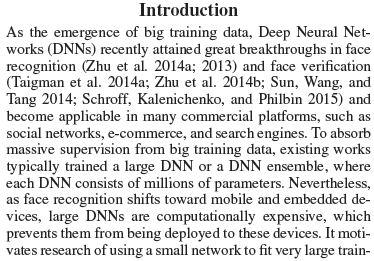 Introduction
As the emergence of big training data, Deep Neural Net-
works (DNNs) recently attained great breakthroughs in face
recognition (Zhu et al. 2014a; 2013) and face verification
(Taigman et al. 2014a; Zhu et al. 2014b; Sun, Wang, and
Tang 2014; Schroff, Kalenichenko, and Philbin 2015) and
become applicable in many commercial platforms, such as
social networks, e-commerce, and search engines. To absorb
massive supervision from big training data, existing works
typically trained a large DNN or a DNN ensemble, where
each DNN consists of millions of parameters. Nevertheless,
as face recognition shifts toward mobile and embedded de-
vices, large DNNs are computationally expensive, which
prevents them from being deployed to these devices. It moti-
vates research of using a small network to fit very large train-